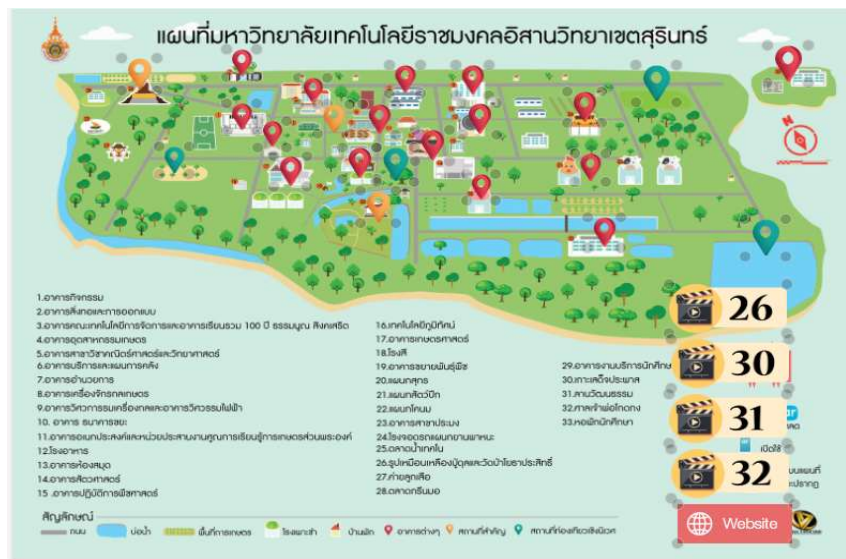 แผนที่มหาวิทยาลัยเทคโนโลยีราชมงคลอีสานวิทยาเขตสุรินทร์
N
1.อาคารกิจกรรม
2.อาคารสิ่งทอและการออกแบบ
3.อาคารคณะเทคโนโลยีการจัดการและอาคารเรียนรวม 100 ปี ธรรมนูญ สิงคเสรีต
4.อาคารอุตสาหกรรมเกษตร
5.อาคารสาขาวิชาคณิตร์ศาสตร์และวิทยาศาสตร์
6.อาคารบริการและแผนการคลัง
7.อาคารอำนวยการ
8.อาคารเครื่องจักรกลเกษตร
9.อาคารวิศวกรรมเครื่องกลและอาคารวิศวกรรมไฟฟ้า
10. อาคาร ธนาคารขยะ
11.อาคารอเนกประสงค์และหน่วยประสานงานศูนย์การเรียนรู้การเกษตรส่วนพระองค์
12.โรงอาหาร
13.อาคารห้องสมุด
14.อาคารสัตวศาสตร์
15 .อาคารปฏิบัติการพืชศาสตร์
16.เทคโนโลยีภูมิทัศน์
17.อาคารเกษตรศาสตร์
18.โรงสี
19.อาคารขยายพันธุ์พืช
20.แผนกสุกร
21.แผนกสัตว์ปีก
22.แผนกโคนม
23.อาคารสาขาประมง
24.โรงจอดรถแผนกยานพาหนะ
25.ตลาดน้ำเทคโน
26.รูปเหมือนเหลืองปู่ดุลและวัดป่าโยธาประสิทธิ์
27.ค่ายลูกเสือ
28.ตลาดกรีนมอ
29.อาคารงานบริการนักศึกษ
30.เกาะเสด็จประพาส
31.ลานวัฒนธรรม
32.ศาลเจ้าพ่อโคกตง
33.หอพักนักศึกษา
26
30
31
32
เปิดใช้
บนแผนที่
Website
สัญลักษณ์
ถนน บ่อน้ำ พื้นที่การเกษตร โรงเพาะชำ บ้านพัก อาคารต่างๆ สถานที่สำคัญ สถานที่ท่องเที่ยวเชิงนิเวศ